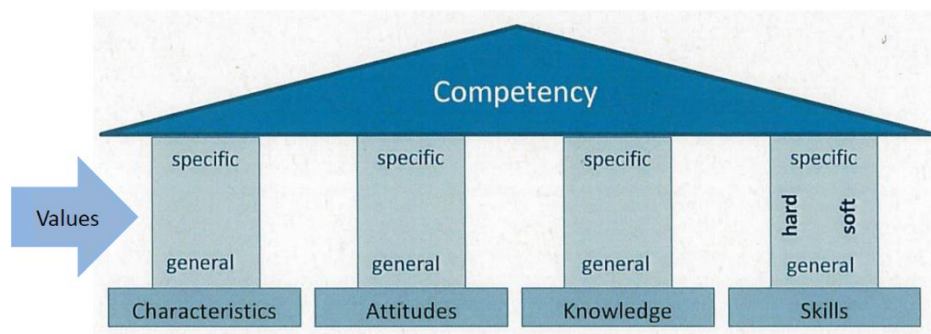 Competency
specific
specific
specific
specific
Values
hard
soft
general
general
general
general
Characteristics
Attitudes
Knowledge
Skills